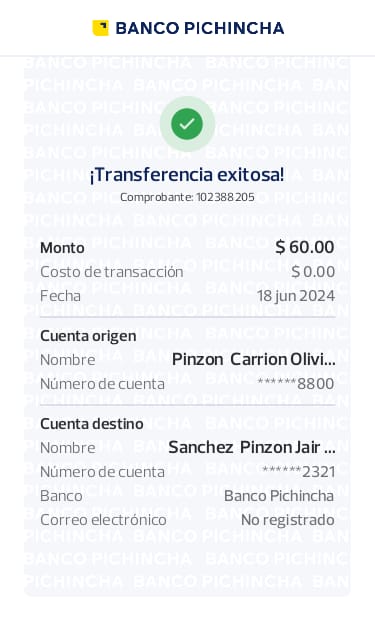 BANCO PICHINCHA
¡Transferencia exitosa!
Comprobante: 102388205
Monto $ 60.00
Costo de transacción $ 0.00
Fecha 18 jun 2024
Cuenta origen
Nombre Pinzon Carrion Olivi...
Número de cuenta ******8800
Cuenta destino
Nombre Sanchez Pinzon Jair ...
Número de cuenta ******2321
Banco Banco Pichincha
Correo electrónico No registrado